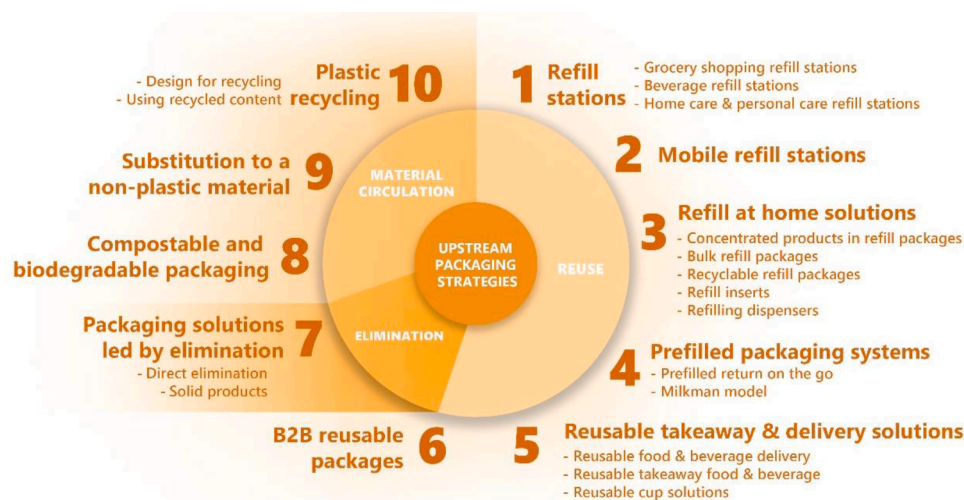 10
Plastic
recycling
- Design for recycling
- Using recycled content
1
Refill
stations
- Grocery shopping refill stations
- Beverage refill stations
- Home care & personal care refill stations
2
Mobile refill stations
3
Refill at home solutions
- Concentrated products in refill packages
- Bulk refill packages
- Recyclable refill packages
- Refill inserts
- Refilling dispensers
4
Prefilled packaging systems
- Prefilled return on the go
- Milkman model
5
Reusable takeaway & delivery solutions
- Reusable food & beverage delivery
- Reusable takeaway food & beverage
- Reusable cup solutions
6
B2B reusable
packages
7
Packaging solutions
led by elimination
- Direct elimination
- Solid products
8
Compostable and
biodegradable packaging
9
Substitution to a
non-plastic material
MATERIAL
CIRCULATION
UPSTREAM
PACKAGING
STRATEGIES
REUSE
ELIMINATION